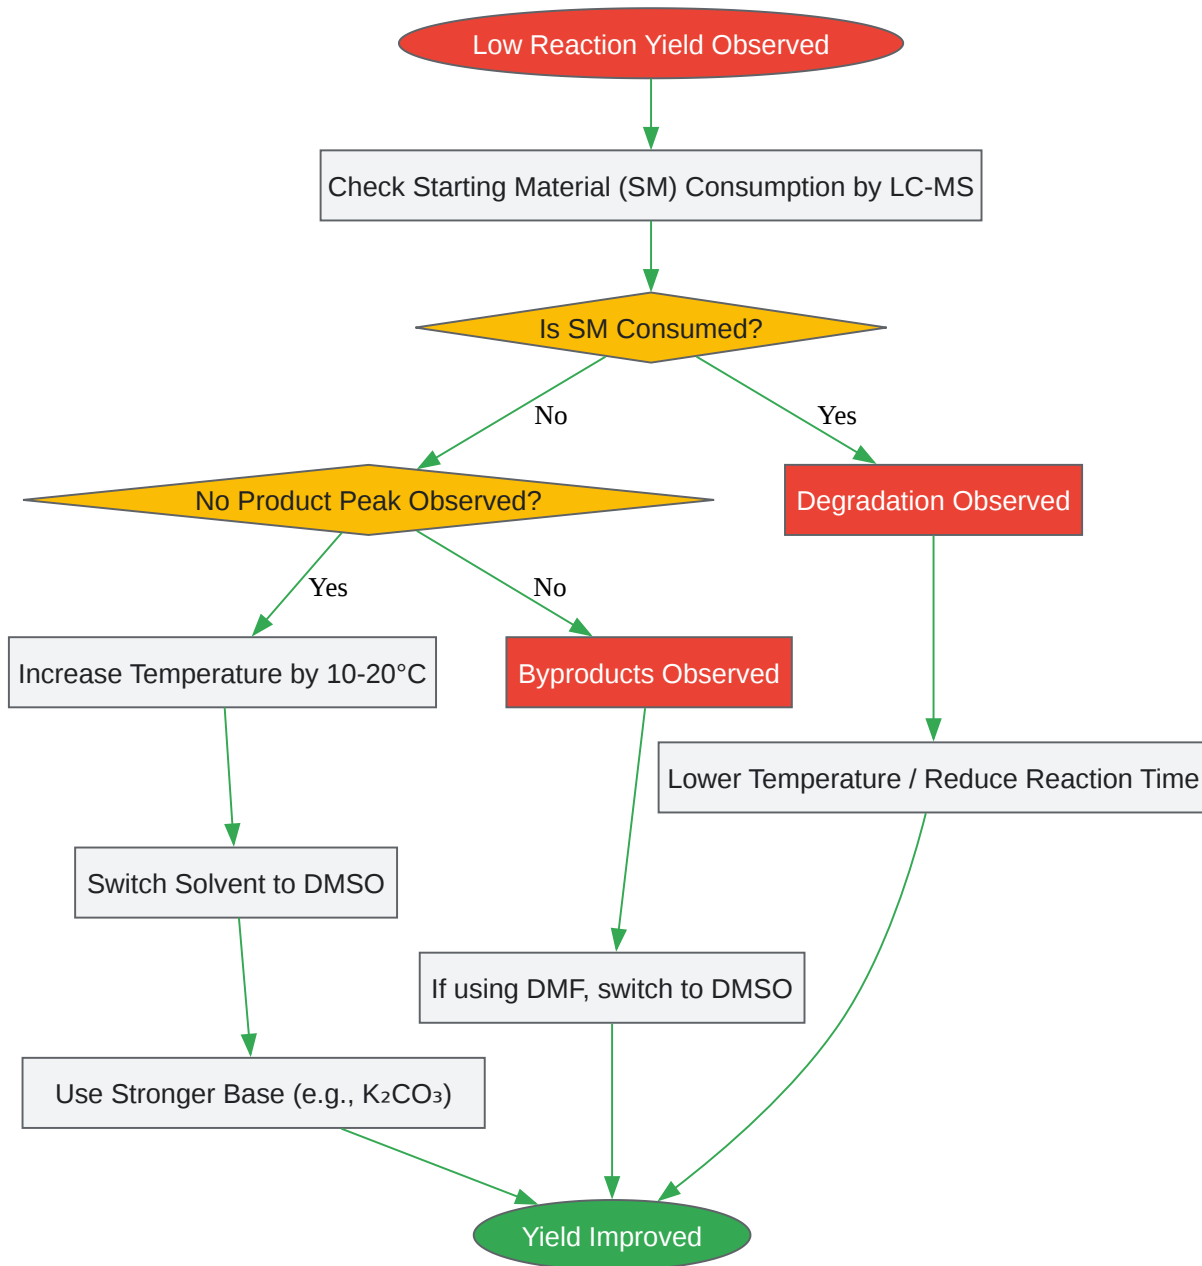 Low Reaction Yield Observed
Check Starting Material (SM) Consumption by LC-MS
Is SM Consumed?
No
Yes
No Product Peak Observed?
Degradation Observed
Yes
No
Increase Temperature by 10-20°C
Byproducts Observed
Lower Temperature / Reduce Reaction Time
Switch Solvent to DMSO
If using DMF, switch to DMSO
Use Stronger Base (e.g., K₂CO₃)
Yield Improved